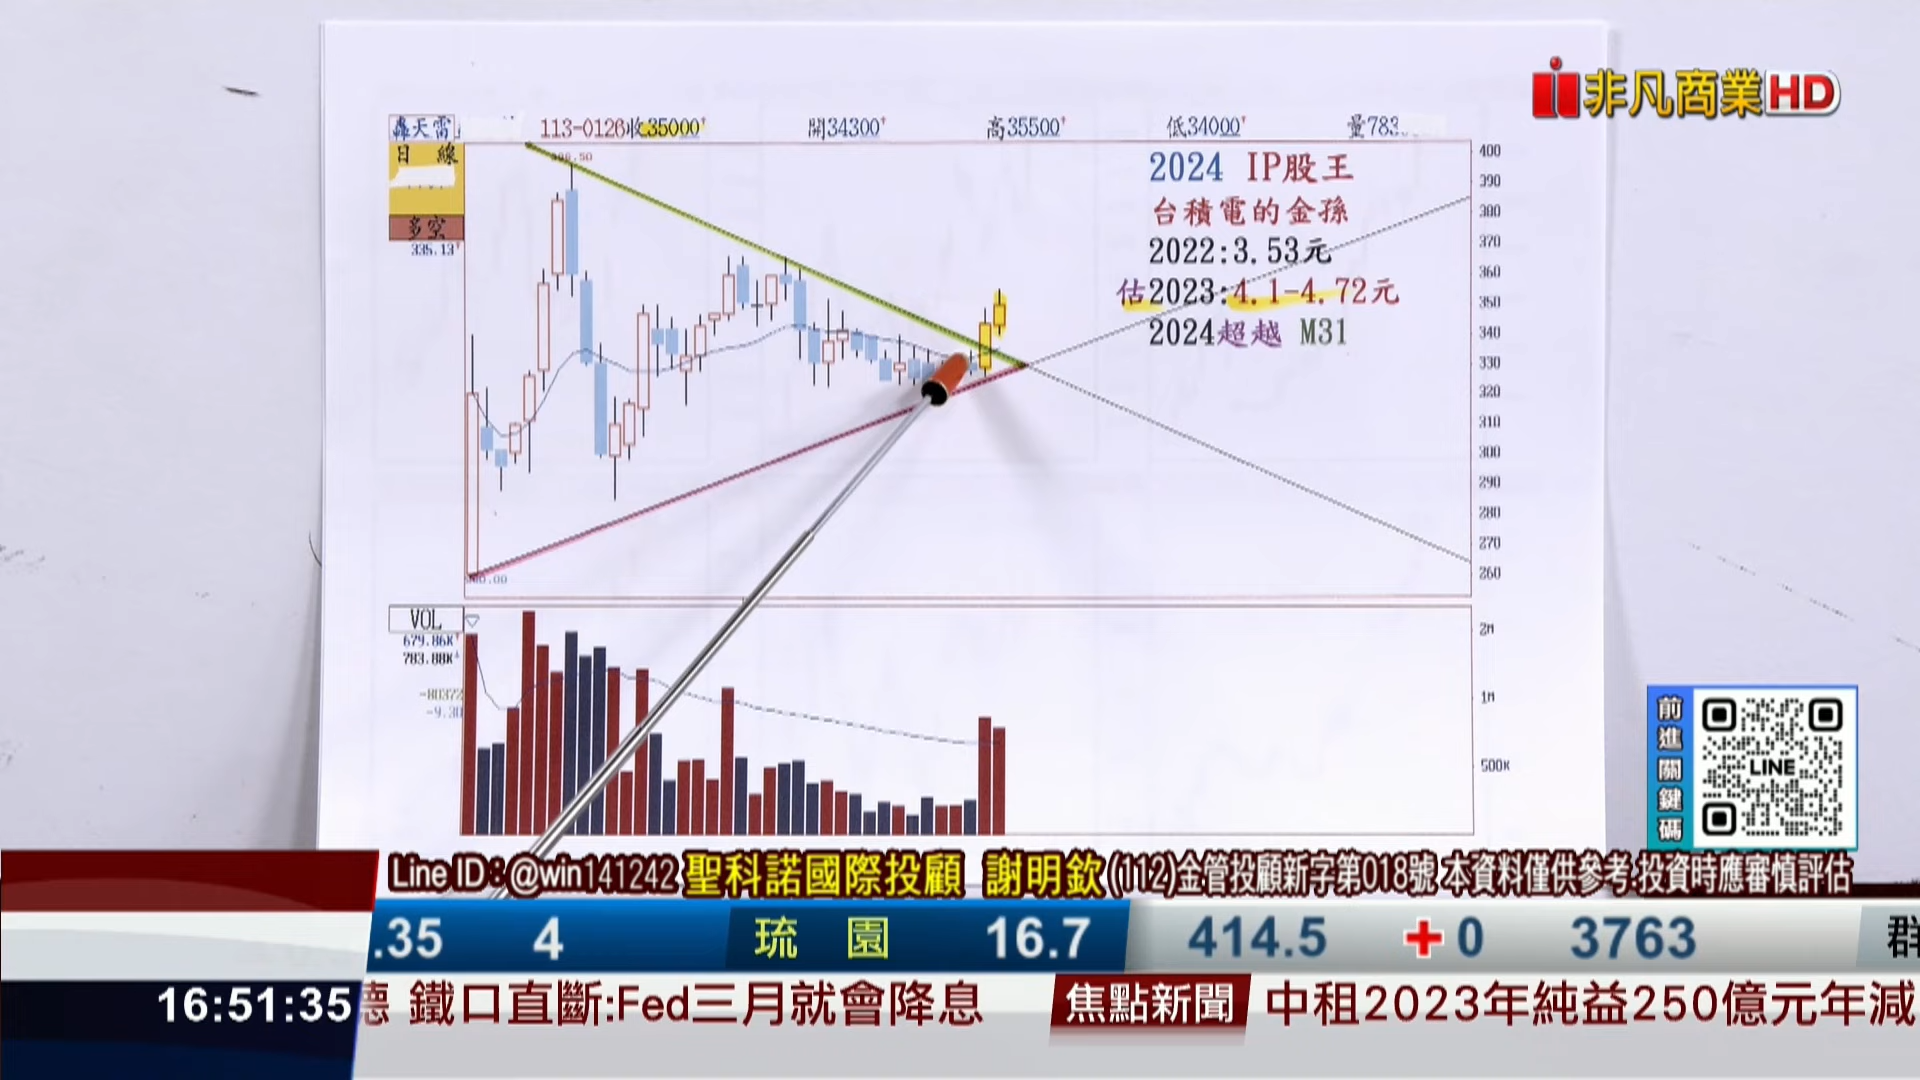 非凡商業HD
轟天雷
113-0126收35000↑ 開34300↑ 高35500↑ 低34000↑ 量783
日 線
多空
335.13↑
2024 IP股王
台積電的金孫
2022:3.53元
估2023:4.1-4.72元
2024超越 M31
400
390
380
370
360
350
340
330
320
310
300
290
280
270
260
VOL
679.86K↑
783.88K↑
-80372
2M
1M
500K
前進關鍵碼
LINE
Line ID : @win141242 聖科諾國際投顧 謝明欽 (112)金管投顧新字第018號 本資料僅供參考.投資時應審慎評估
.35 4 琉園 16.7 414.5 +0 3763 群
16:51:35 德 鐵口直斷:Fed三月就會降息 焦點新聞 中租2023年純益250億元年減